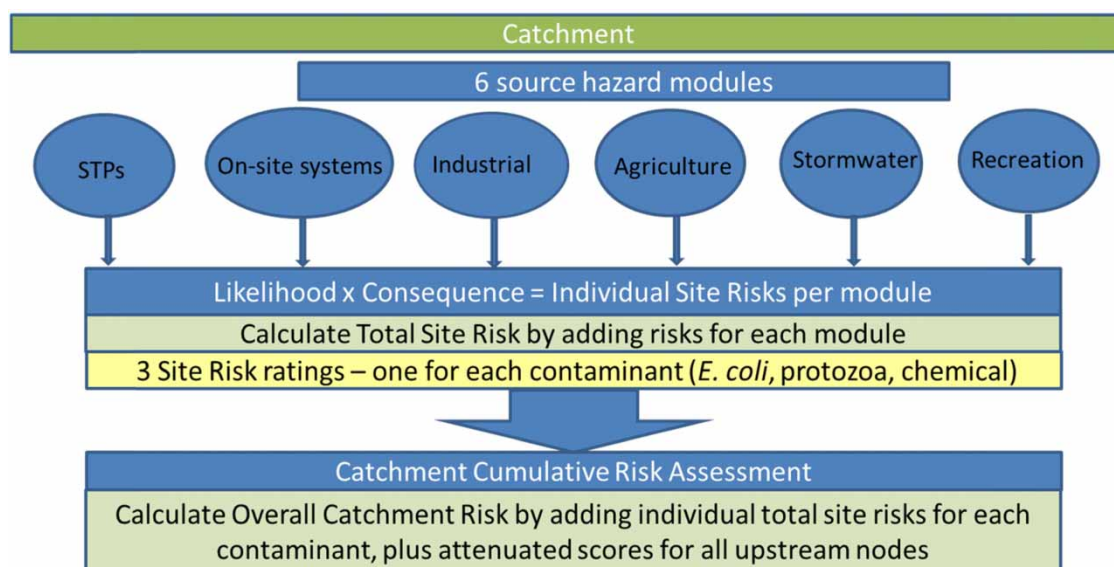 Catchment
6 source hazard modules
STPs
On-site systems
Industrial
Agriculture
Stormwater
Recreation
Likelihood x Consequence = Individual Site Risks per module
Calculate Total Site Risk by adding risks for each module
3 Site Risk ratings – one for each contaminant (E. coli, protozoa, chemical)
Catchment Cumulative Risk Assessment
Calculate Overall Catchment Risk by adding individual total site risks for each
contaminant, plus attenuated scores for all upstream nodes